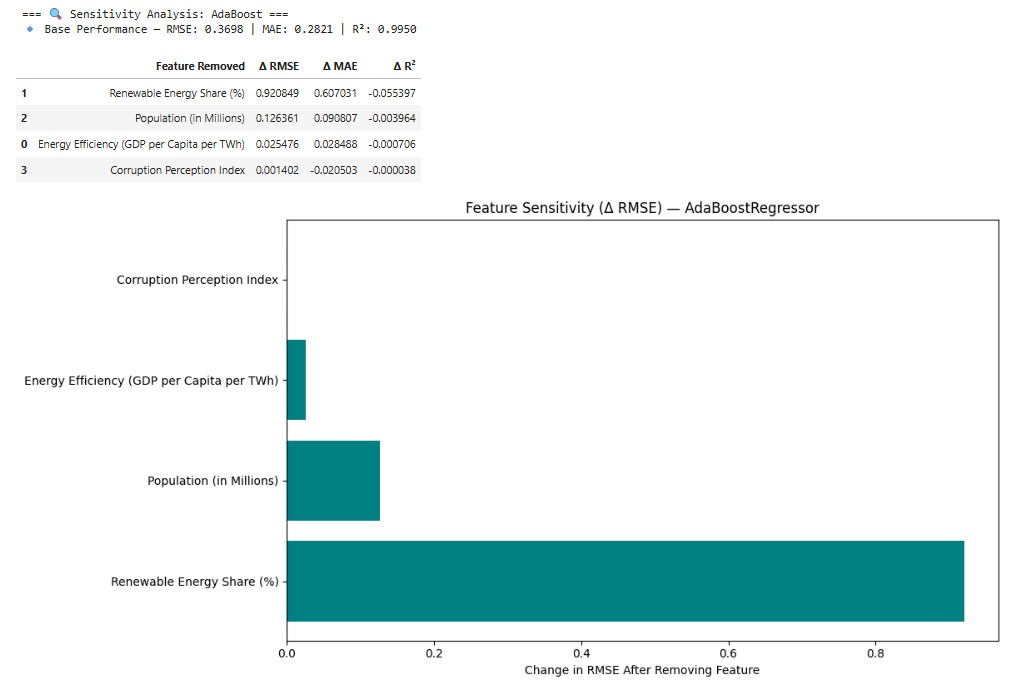 === 🔍 Sensitivity Analysis: AdaBoost ===
🔹 Base Performance — RMSE: 0.3698 | MAE: 0.2821 | R²: 0.9950
Feature Removed Δ RMSE Δ MAE Δ R²
1 Renewable Energy Share (%) 0.920849 0.607031 -0.055397
2 Population (in Millions) 0.126361 0.090807 -0.003964
0 Energy Efficiency (GDP per Capita per TWh) 0.025476 0.028488 -0.000706
3 Corruption Perception Index 0.001402 -0.020503 -0.000038
Feature Sensitivity (Δ RMSE) — AdaBoostRegressor
Corruption Perception Index
Energy Efficiency (GDP per Capita per TWh)
Population (in Millions)
Renewable Energy Share (%)
0.0 0.2 0.4 0.6 0.8
Change in RMSE After Removing Feature